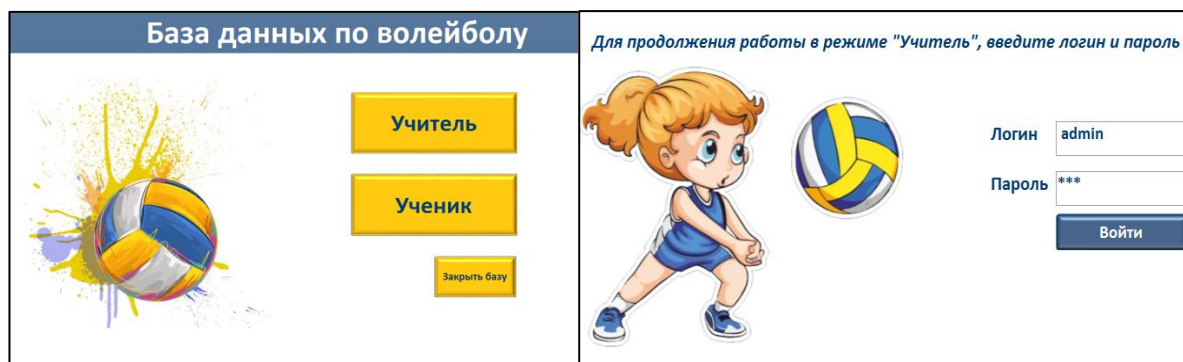 База данных по волейболу
Учитель
Ученик
Закрыть базу
Для продолжения работы в режиме "Учитель", введите логин и пароль
Логин admin
Пароль ***
Войти